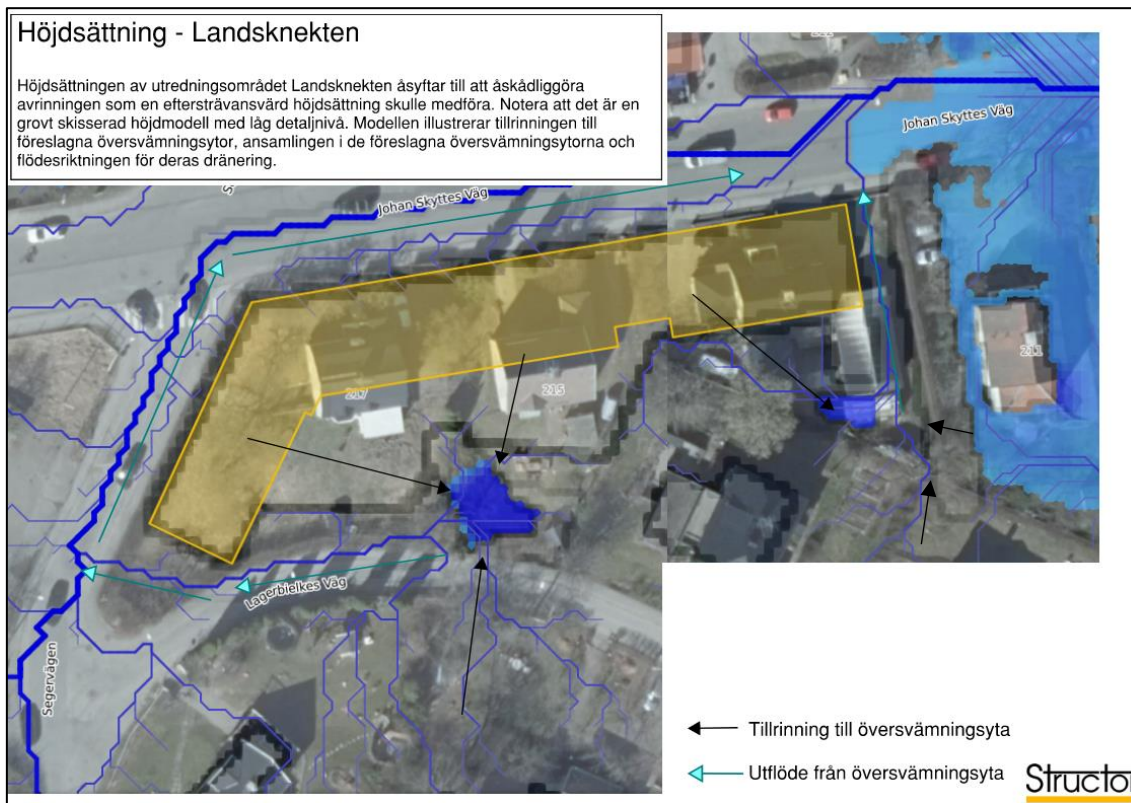 Höjdsättning - Landsknekten
Höjdsättningen av utredningsområdet Landsknekten åsyftar till att åskådliggöra
avrinningen som en eftersträvansvärd höjdsättning skulle medföra. Notera att det är en
grovt skisserad höjdmodell med låg detaljnivå. Modellen illustrerar tillrinningen till
föreslagna översvämningsytor, ansamlingen i de föreslagna översvämningsytorna och
flödesriktningen för deras dränering.
Johan Skyttes Väg
Johan Skyttes Väg
211
217
215
Lagerbielkes Väg
Segervägen
Tillrinning till översvämningsyta
Utflöde från översvämningsyta
Structor